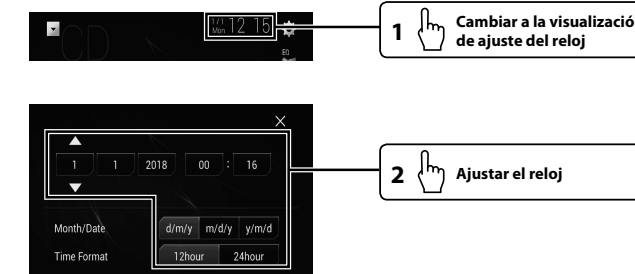 CD
1/1
Mon
12 15
EQ
1
Cambiar a la visualizació
de ajuste del reloj
1 1 2018 00 : 16
Month/Date d/m/y m/d/y y/m/d
Time Format 12hour 24hour
2
Ajustar el reloj